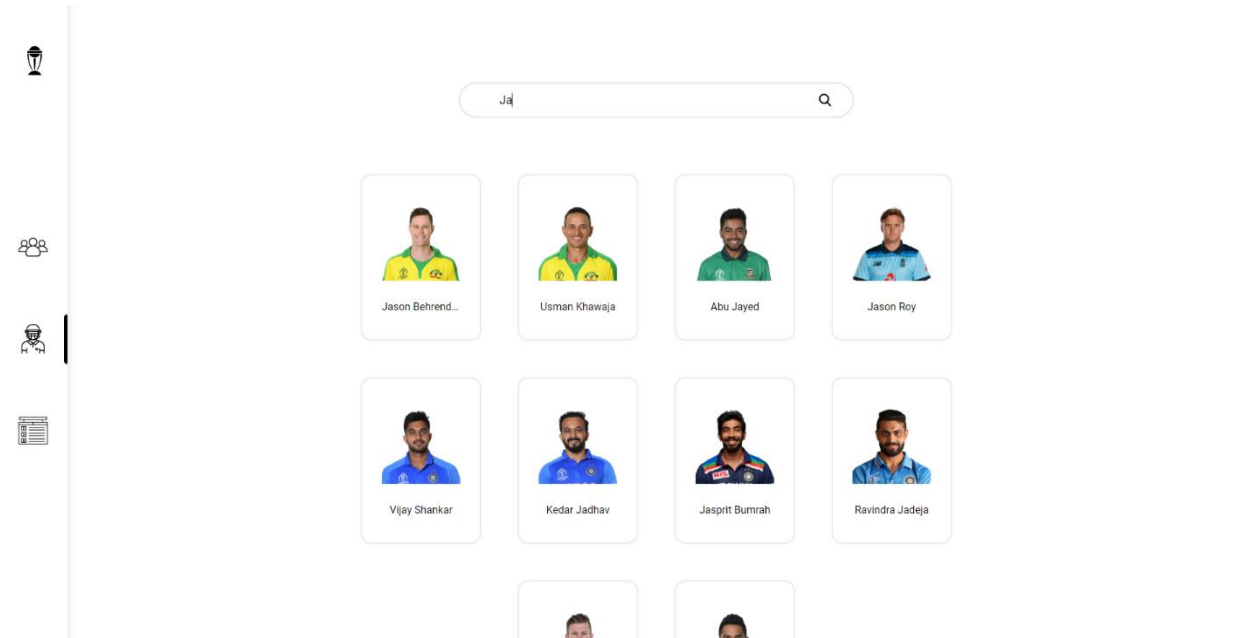 Ja
Jason Behrend...
Usman Khawaja
Abu Jayed
Jason Roy
Vijay Shankar
Kedar Jadhav
Jasprit Bumrah
Ravindra Jadeja